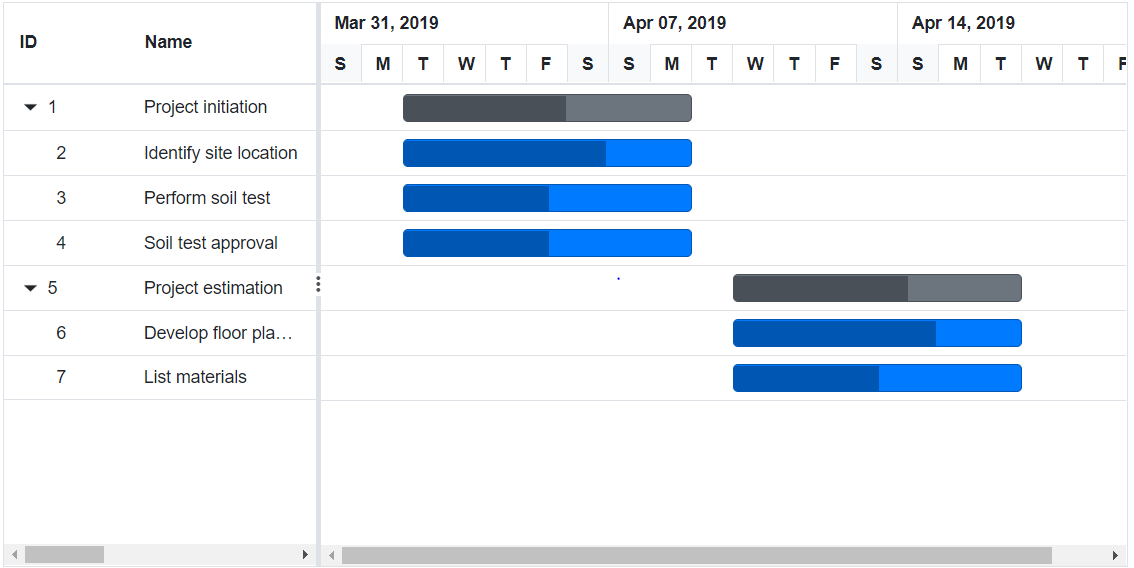 ID Name Mar 31, 2019 Apr 07, 2019 Apr 14, 2019
S M T W T F S S M T W T F S S M T W T F
1 Project initiation
2 Identify site location
3 Perform soil test
4 Soil test approval
5 Project estimation
6 Develop floor pla…
7 List materials